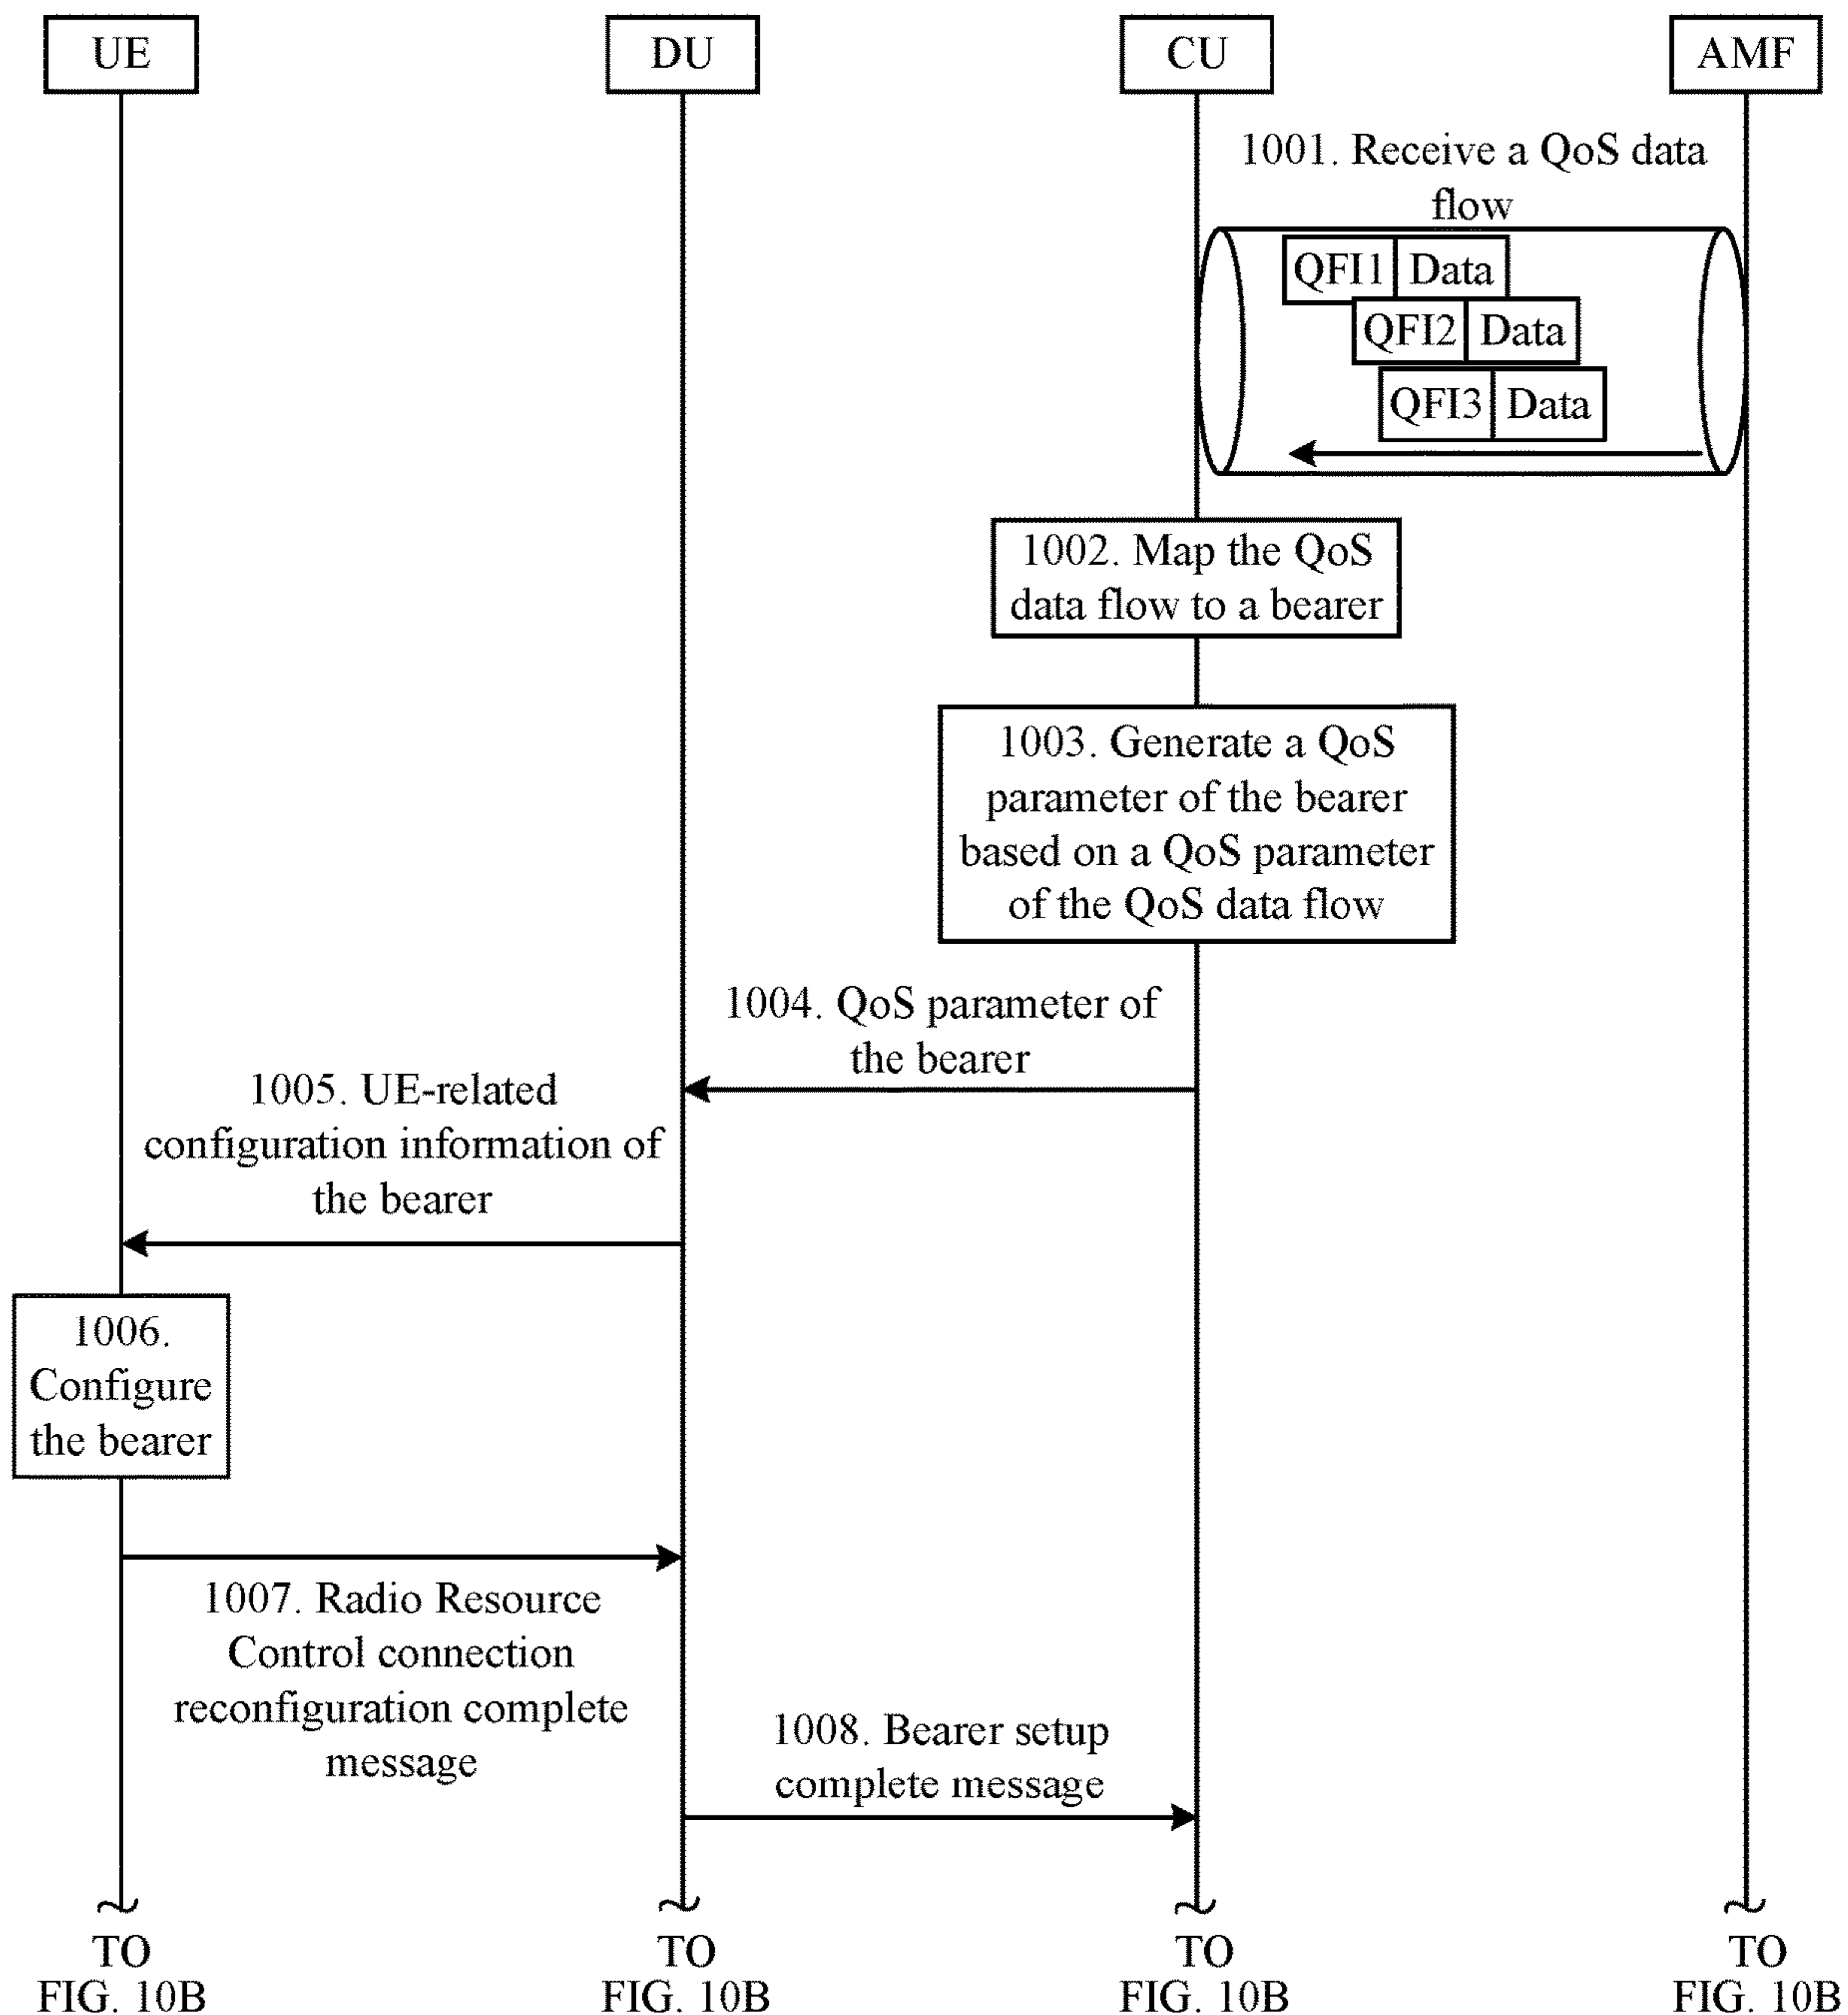 UE
DU
CU
AMF
1001. Receive a QoS data
flow
QFI1 Data
QFI2 Data
QFI3 Data
1002. Map the QoS
data flow to a bearer
1003. Generate a QoS
parameter of the bearer
based on a QoS parameter
of the QoS data flow
1004. QoS parameter of
the bearer
1005. UE-related
configuration information of
the bearer
1006.
Configure
the bearer
1007. Radio Resource
Control connection
reconfiguration complete
message
1008. Bearer setup
complete message
TO
FIG. 10B
TO
FIG. 10B
TO
FIG. 10B
TO
FIG. 10B